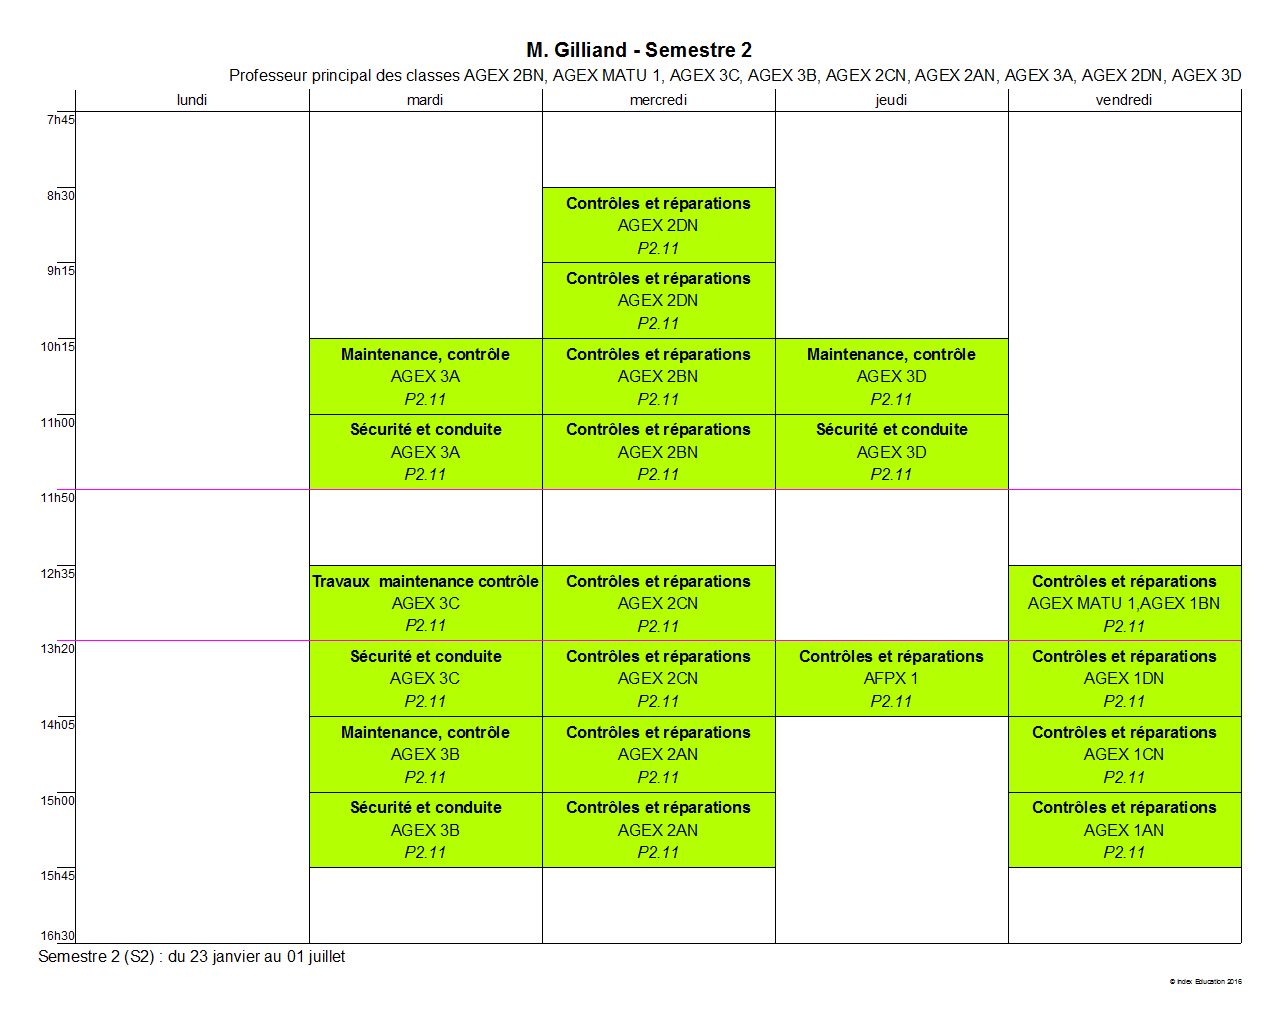 M. Gilliand - Semestre 2
Professeur principal des classes AGEX 2BN, AGEX MATU 1, AGEX 3C, AGEX 3B, AGEX 2CN, AGEX 2AN, AGEX 3A, AGEX 2DN, AGEX 3D
lundi mardi mercredi jeudi vendredi
7h45
8h30
Contrôles et réparations
AGEX 2DN
P2.11
9h15
Contrôles et réparations
AGEX 2DN
P2.11
10h15
Maintenance, contrôle Contrôles et réparations Maintenance, contrôle
AGEX 3A AGEX 2BN AGEX 3D
P2.11 P2.11 P2.11
11h00
Sécurité et conduite Contrôles et réparations Sécurité et conduite
AGEX 3A AGEX 2BN AGEX 3D
P2.11 P2.11 P2.11
11h50
12h35
Travaux  maintenance contrôle Contrôles et réparations Contrôles et réparations
AGEX 3C AGEX 2CN AGEX MATU 1,AGEX 1BN
P2.11 P2.11 P2.11
13h20
Sécurité et conduite Contrôles et réparations Contrôles et réparations Contrôles et réparations
AGEX 3C AGEX 2CN AFPX 1 AGEX 1DN
P2.11 P2.11 P2.11 P2.11
14h05
Maintenance, contrôle Contrôles et réparations Contrôles et réparations
AGEX 3B AGEX 2AN AGEX 1CN
P2.11 P2.11 P2.11
15h00
Sécurité et conduite Contrôles et réparations Contrôles et réparations
AGEX 3B AGEX 2AN AGEX 1AN
P2.11 P2.11 P2.11
15h45
16h30
Semestre 2 (S2) : du 23 janvier au 01 juillet
© Index Education 2016